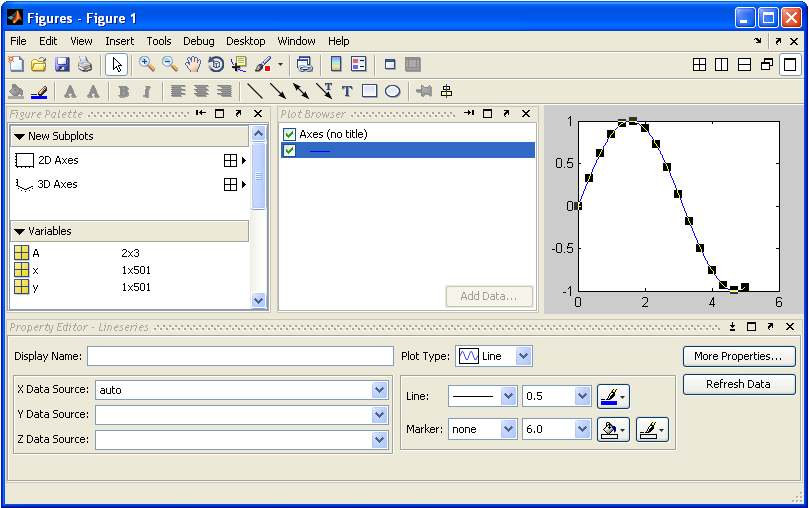 Figures - Figure 1
File Edit View Insert Tools Debug Desktop Window Help
A A B I T
Figure Palette
New Subplots
2D Axes
3D Axes
Variables
A 2x3
x 1x501
y 1x501
Plot Browser
Axes (no title)
Add Data...
1
0.5
0
-0.5
-1
0 2 4 6
Property Editor - Lineseries
Display Name: Plot Type: Line More Properties...
X Data Source: auto Line: 0.5 Refresh Data
Y Data Source:
Marker: none 6.0
Z Data Source: